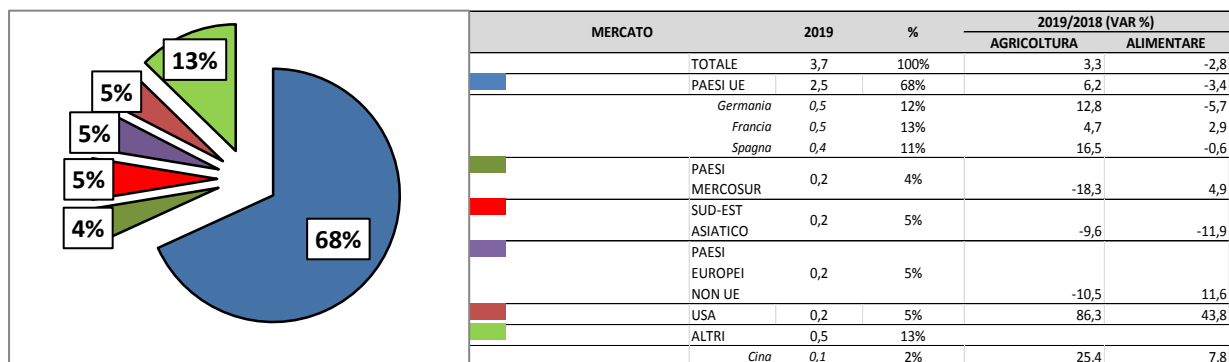 13%
5%
5%
5%
4%
68%
MERCATO 2019 % 2019/2018 (VAR %)
AGRICOLTURA ALIMENTARE
TOTALE 3,7 100% 3,3 -2,8
PAESI UE 2,5 68% 6,2 -3,4
Germania 0,5 12% 12,8 -5,7
Francia 0,5 13% 4,7 2,9
Spagna 0,4 11% 16,5 -0,6
PAESI
MERCOSUR 0,2 4% -18,3 4,9
SUD-EST
ASIATICO 0,2 5% -9,6 -11,9
PAESI
EUROPEI 0,2 5%
NON UE -10,5 11,6
USA 0,2 5% 86,3 43,8
ALTRI 0,5 13%
Cina 0,1 2% 25,4 7,8